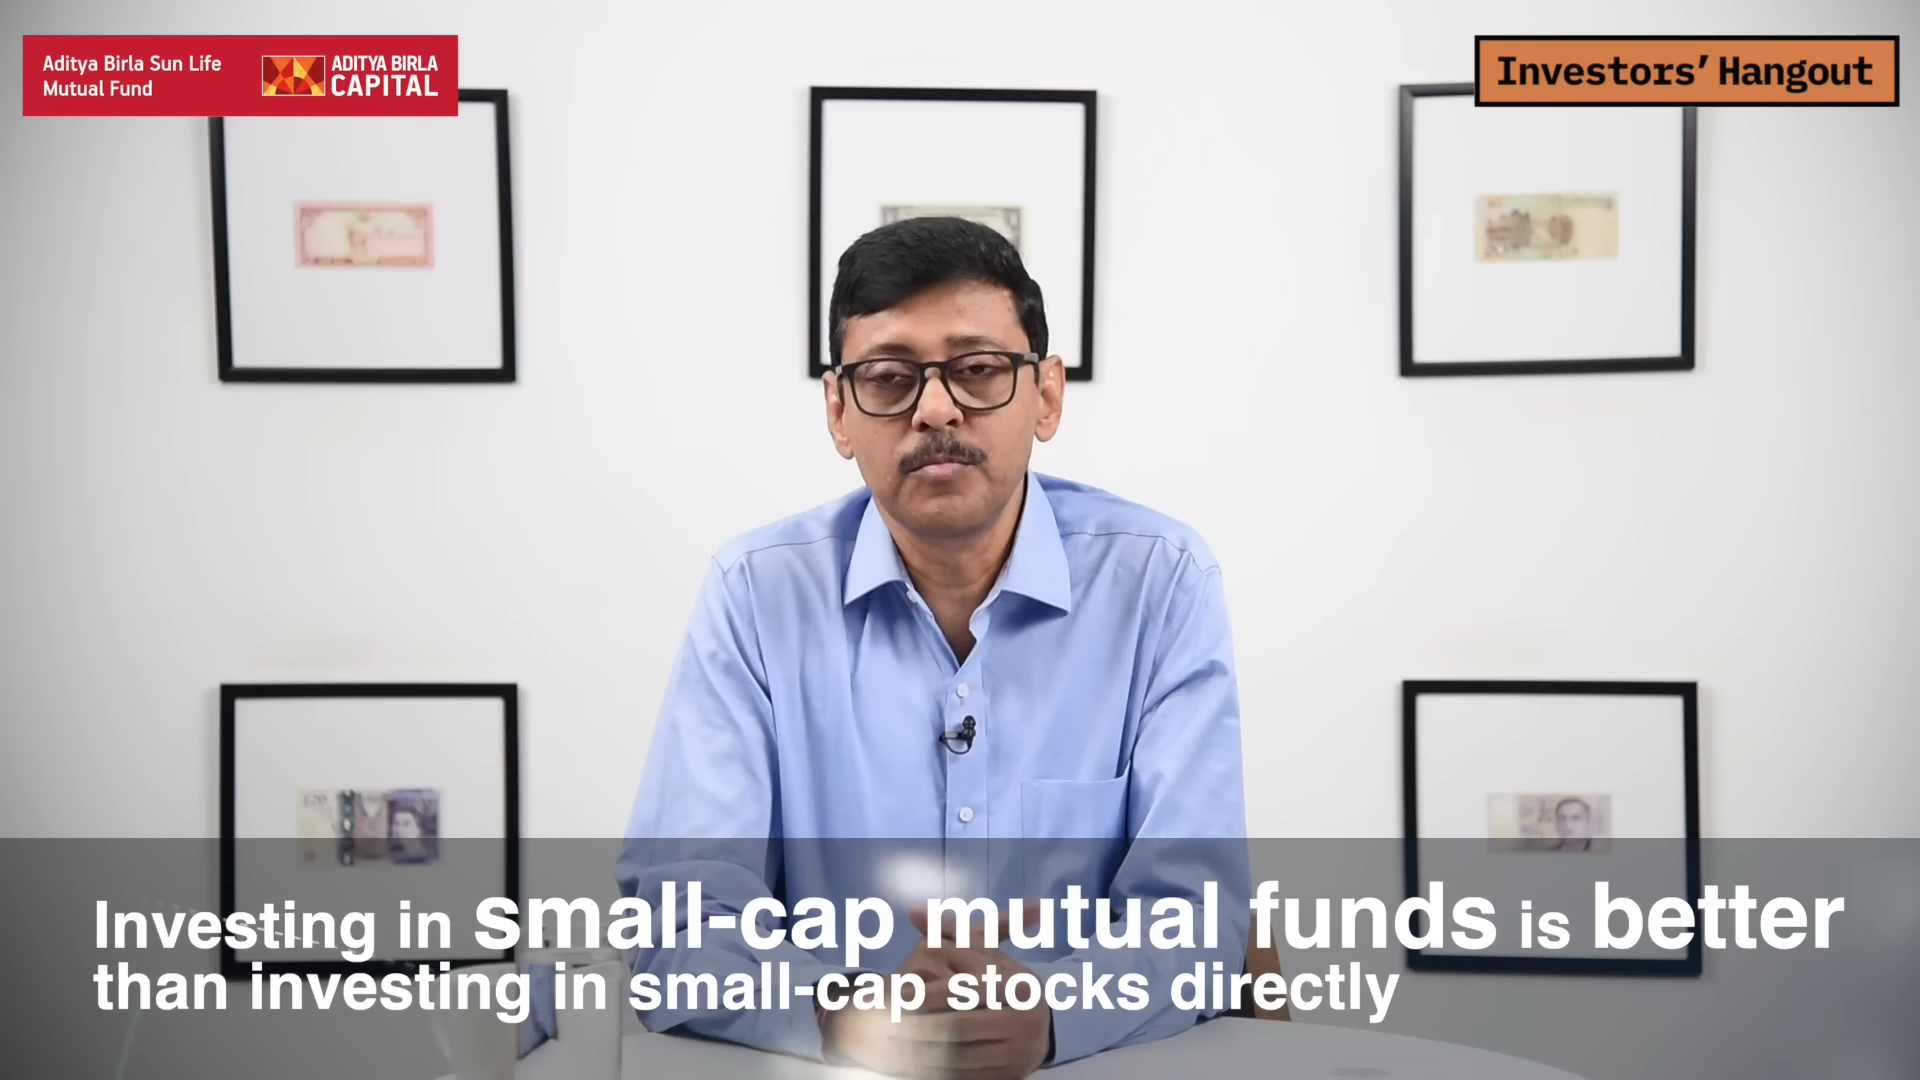 Aditya Birla Sun Life
Mutual Fund
ADITYA BIRLA
CAPITAL
Investors’ Hangout
£20
Investing in small-cap mutual funds is better
than investing in small-cap stocks directly